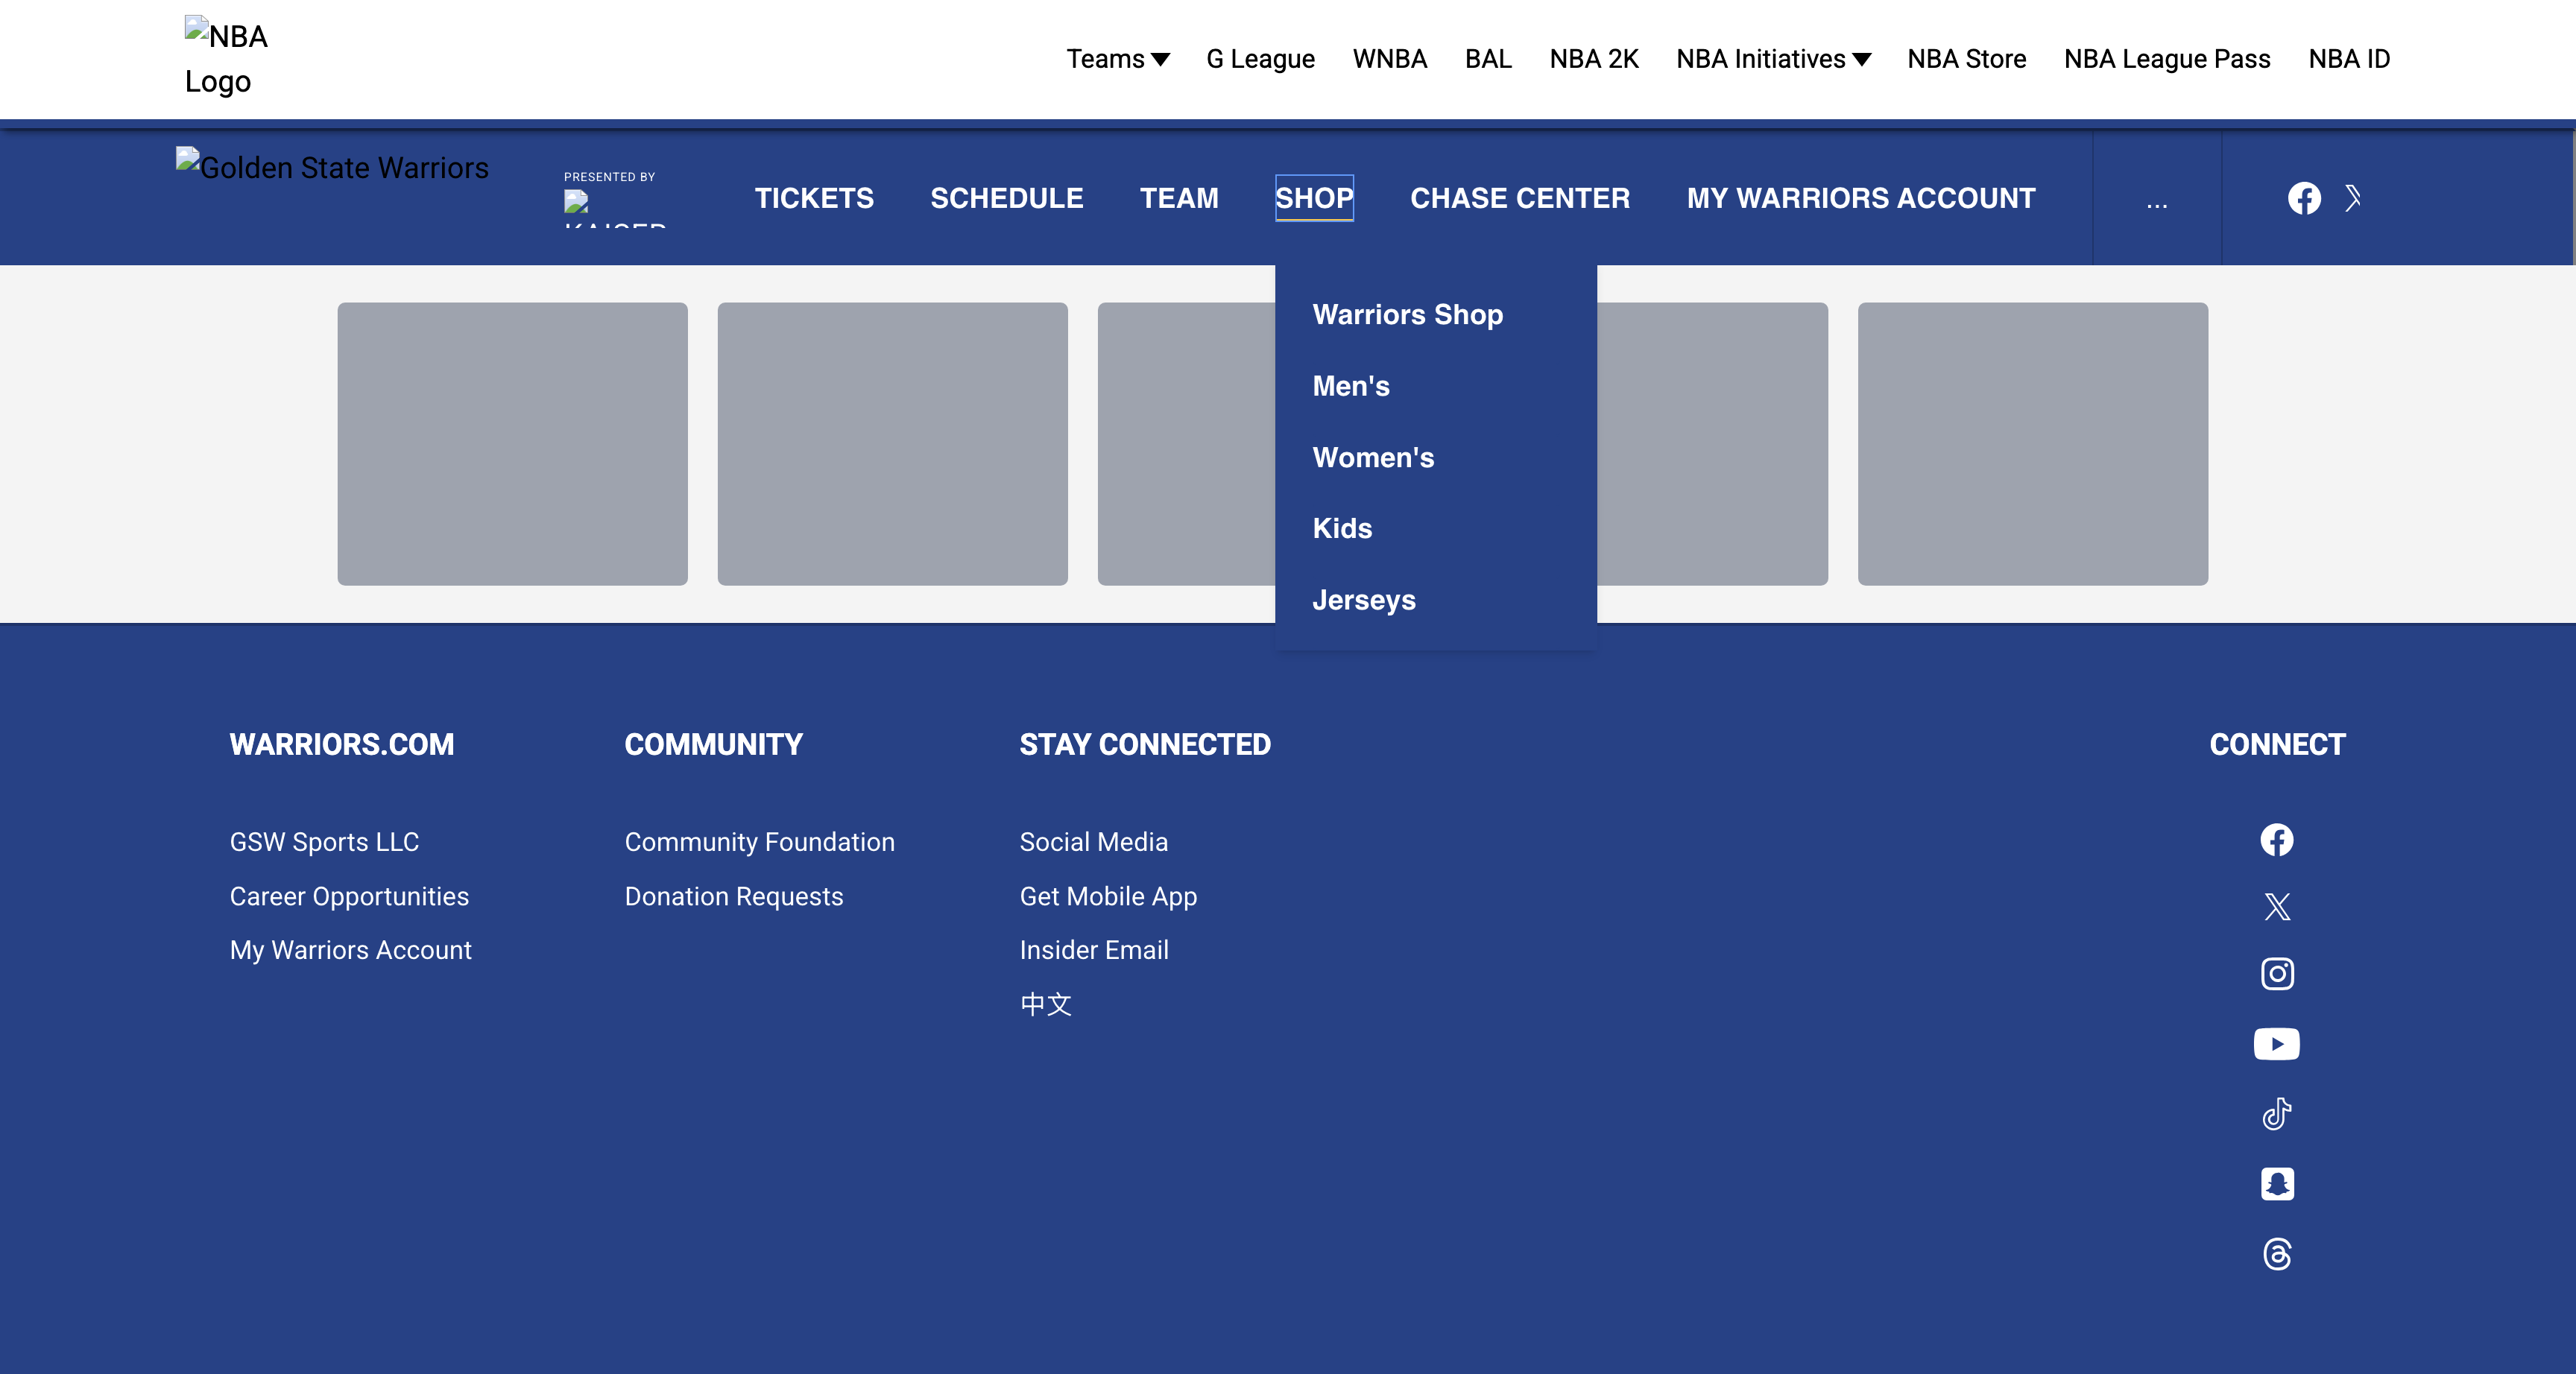 NBA
Logo
Teams G League WNBA BAL NBA 2K NBA Initiatives NBA Store NBA League Pass NBA ID
Golden State Warriors
PRESENTED BY
TICKETS SCHEDULE TEAM SHOP CHASE CENTER MY WARRIORS ACCOUNT ...
Warriors Shop
Men's
Women's
Kids
Jerseys
WARRIORS.COM
GSW Sports LLC
Career Opportunities
My Warriors Account
COMMUNITY
Community Foundation
Donation Requests
STAY CONNECTED
Social Media
Get Mobile App
Insider Email
中文
CONNECT